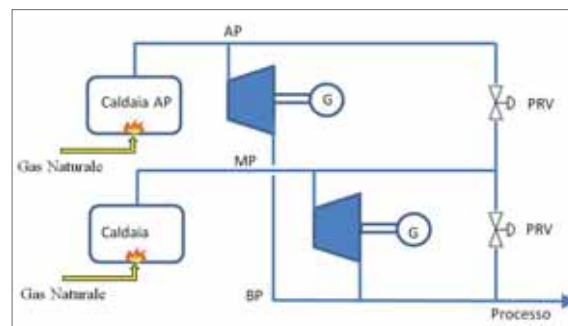 AP
Caldaia AP
G
PRV
Gas Naturale
MP
Caldaia
G
PRV
Gas Naturale
BP
Processo